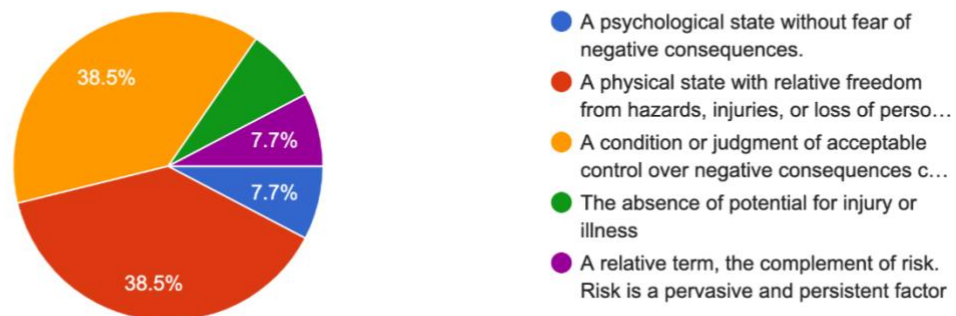 38.5%
7.7%
7.7%
38.5%
A psychological state without fear of
negative consequences.
A physical state with relative freedom
from hazards, injuries, or loss of perso…
A condition or judgment of acceptable
control over negative consequences c…
The absence of potential for injury or
illness
A relative term, the complement of risk.
Risk is a pervasive and persistent factor